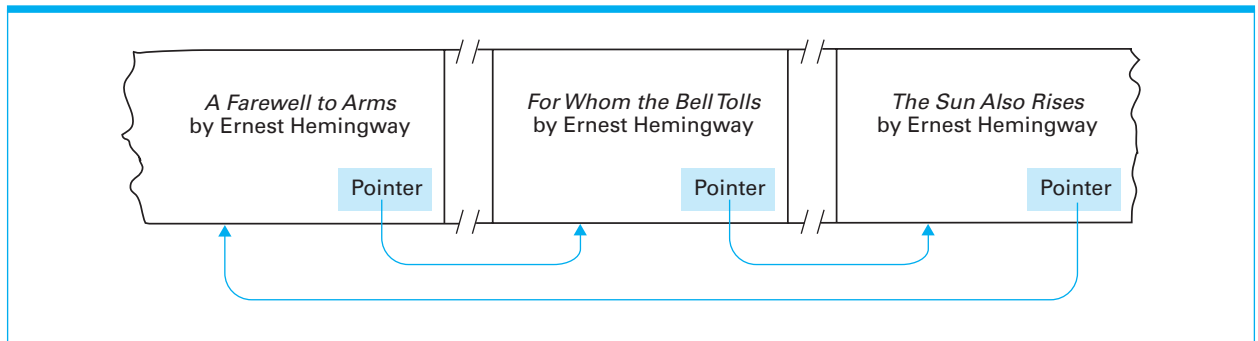 A Farewell to Arms
by Ernest Hemingway
Pointer
For Whom the Bell Tolls
by Ernest Hemingway
Pointer
The Sun Also Rises
by Ernest Hemingway
Pointer